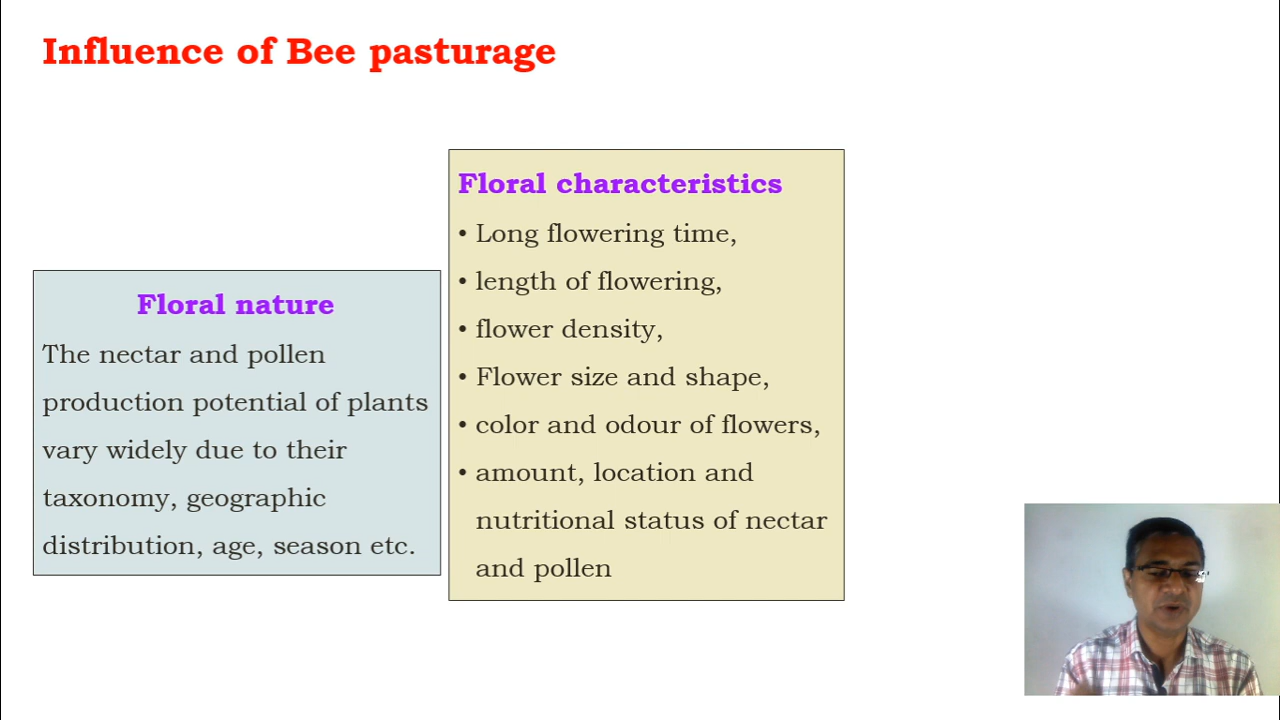 Influence of Bee pasturage
Floral nature
The nectar and pollen
production potential of plants
vary widely due to their
taxonomy, geographic
distribution, age, season etc.
Floral characteristics
• Long flowering time,
• length of flowering,
• flower density,
• Flower size and shape,
• color and odour of flowers,
• amount, location and
nutritional status of nectar
and pollen